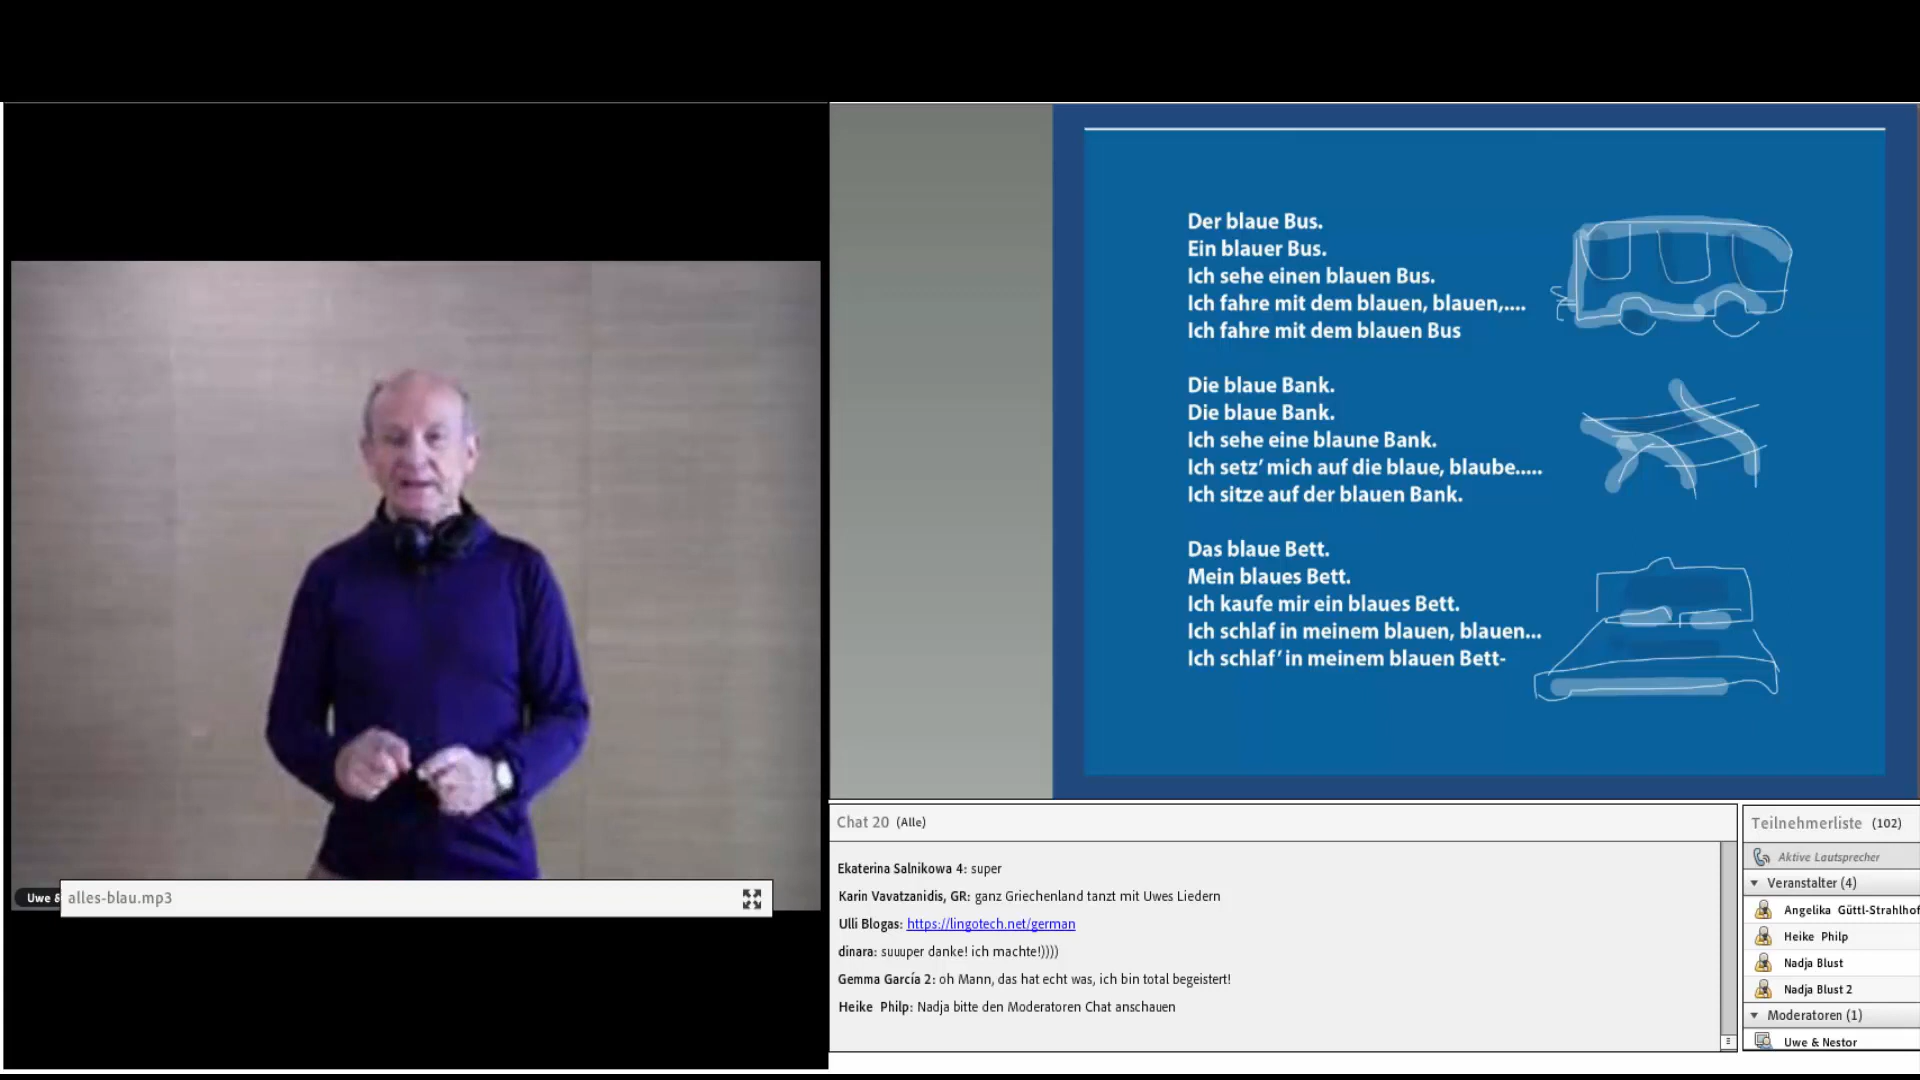 Der blaue Bus.
Ein blauer Bus.
Ich sehe einen blauen Bus.
Ich fahre mit dem blauen, blauen,....
Ich fahre mit dem blauen Bus
Die blaue Bank.
Die blaue Bank.
Ich sehe eine blaune Bank.
Ich setz’ mich auf die blaue, blaube.....
Ich sitze auf der blauen Bank.
Das blaue Bett.
Mein blaues Bett.
Ich kaufe mir ein blaues Bett.
Ich schlaf in meinem blauen, blauen...
Ich schlaf’ in meinem blauen Bett-
Uwe &
alles-blau.mp3
Chat 20 (Alle)
Ekaterina Salnikowa 4: super
Karin Vavatzanidis, GR: ganz Griechenland tanzt mit Uwes Liedern
Ulli Blogas: https://lingotech.net/german
dinara: suuuper danke! ich machte!))))
Gemma García 2: oh Mann, das hat echt was, ich bin total begeistert!
Heike Philp: Nadja bitte den Moderatoren Chat anschauen
Teilnehmerliste (102)
Aktive Lautsprecher
Veranstalter (4)
Angelika Güttl-Strahlhof
Heike Philp
Nadja Blust
Nadja Blust 2
Moderatoren (1)
Uwe & Nestor